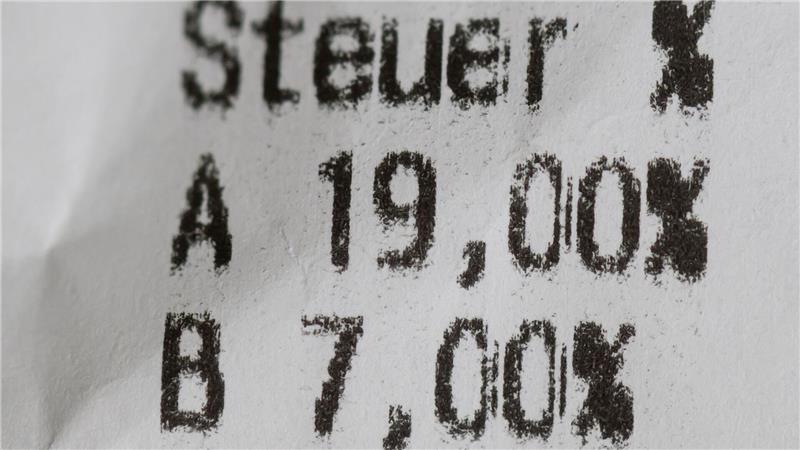 Steuer %
A 19,00%
B 7,00%